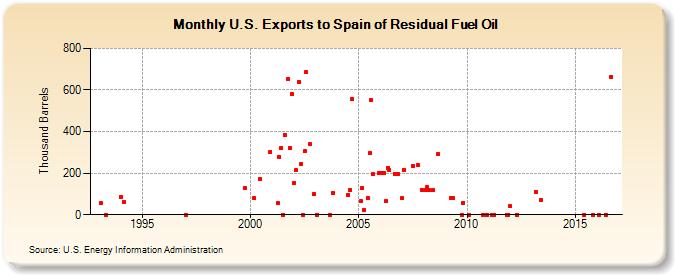 Monthly U.S. Exports to Spain of Residual Fuel Oil
Thousand Barrels
800
600
400
200
0
1995 2000 2005 2010 2015
Source: U.S. Energy Information Administration